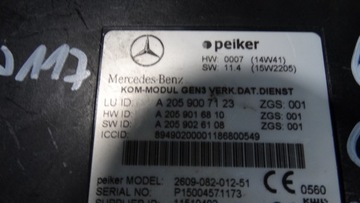 peiker
HW 0007 (14W41)
SW: 11.4 (15W2205)
Mercedes-Benz
KOM-MODUL GEN3 VERK.DAT.DIENST
LU ID: A 205 900 71 23 ZGS: 001
HW ID: A 205 901 68 10 ZGS: 001
SW ID: A 205 902 61 08 ZGS: 001
ICCID: 89490200001186800549
117
peiker MODEL: 2609-082-012-51
SERIAL NO: P15004571173
0560